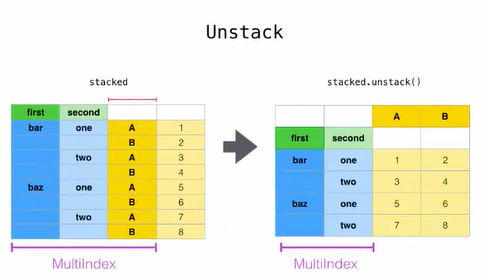 Unstack
stacked
first second
bar one A 1
B 2
two A 3
B 4
baz one A 5
B 6
two A 7
B 8
MultiIndex
stacked.unstack()
A B
first second
bar one 1 2
two 3 4
baz one 5 6
two 7 8
MultiIndex